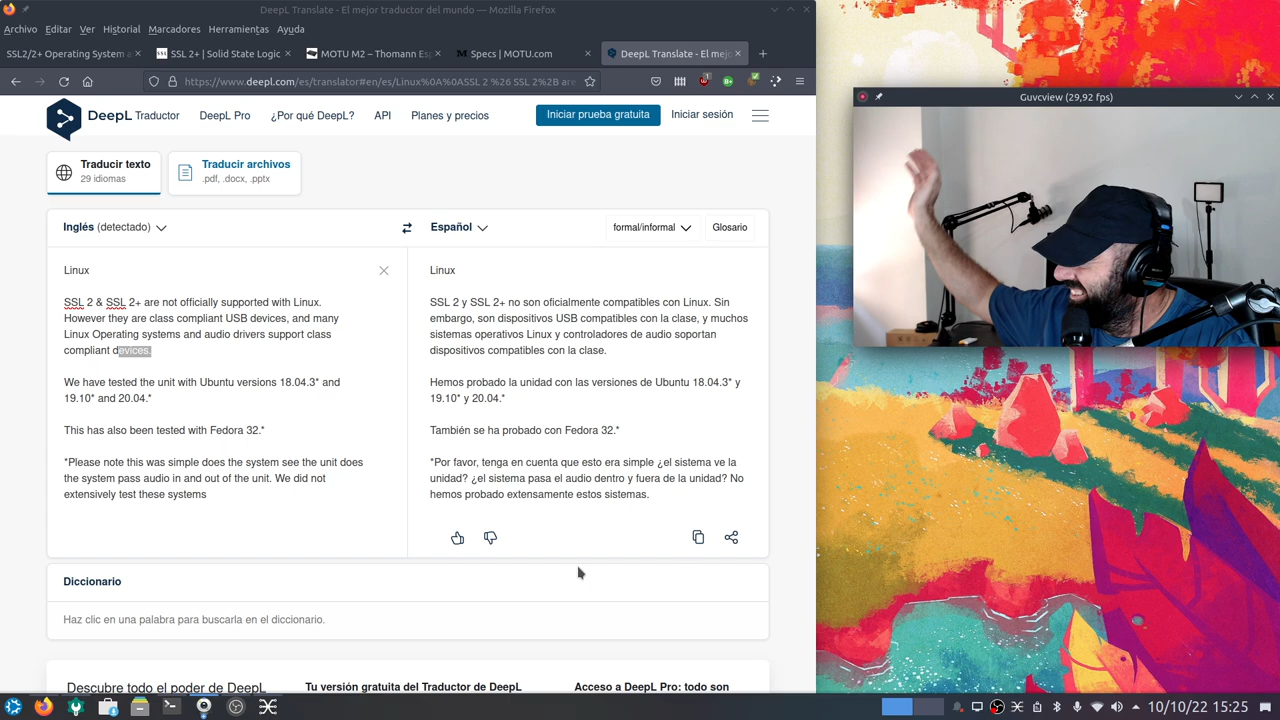 DeepL Translate - El mejor traductor del mundo — Mozilla Firefox
Archivo Editar Ver Historial Marcadores Herramientas Ayuda
SSL2/2+ Operating System a
SSL 2+ | Solid State Logic
MOTU M2 – Thomann Es
Specs | MOTU.com
DeepL Translate - El mejo
https://www.deepl.com/es/translator#en/es/Linux%0A%0ASSL 2 %26 SSL 2%2B are
DeepL Traductor
DeepL Pro
¿Por qué DeepL?
API
Planes y precios
Iniciar prueba gratuita
Iniciar sesión
Traducir texto
29 idiomas
Traducir archivos
.pdf, .docx, .pptx
Inglés (detectado)
Español
formal/informal
Glosario
Linux
SSL 2 & SSL 2+ are not officially supported with Linux.
However they are class compliant USB devices, and many
Linux Operating systems and audio drivers support class
compliant devices.
We have tested the unit with Ubuntu versions 18.04.3* and
19.10* and 20.04.*
This has also been tested with Fedora 32.*
*Please note this was simple does the system see the unit does
the system pass audio in and out of the unit. We did not
extensively test these systems
Linux
SSL 2 y SSL 2+ no son oficialmente compatibles con Linux. Sin
embargo, son dispositivos USB compatibles con la clase, y muchos
sistemas operativos Linux y controladores de audio soportan
dispositivos compatibles con la clase.
Hemos probado la unidad con las versiones de Ubuntu 18.04.3* y
19.10* y 20.04.*
También se ha probado con Fedora 32.*
*Por favor, tenga en cuenta que esto era simple ¿el sistema ve la
unidad? ¿el sistema pasa el audio dentro y fuera de la unidad? No
hemos probado extensamente estos sistemas.
Diccionario
Haz clic en una palabra para buscarla en el diccionario.
Descubre todo el poder de DeepL
Tu versión gratuita del Traductor de DeepL
Acceso a DeepL Pro: todo son
Guvcview (29,92 fps)
10/10/22 15:25